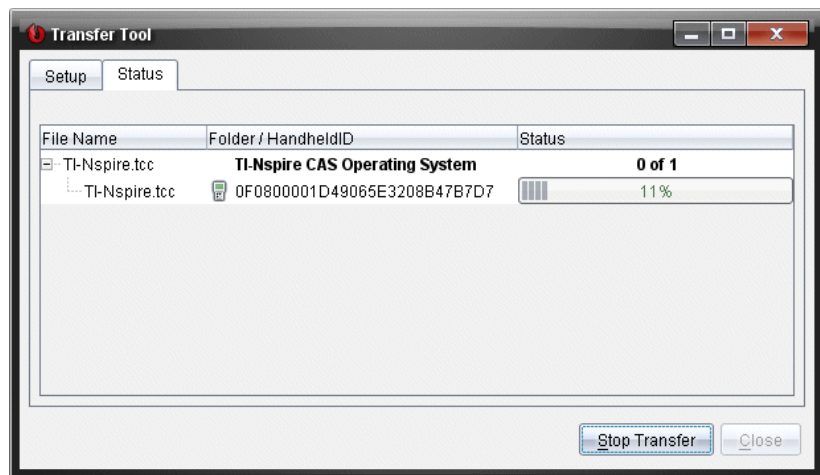 Transfer Tool
Setup Status
File Name Folder / HandheldID Status
TI-Nspire.tcc TI-Nspire CAS Operating System 0 of 1
TI-Nspire.tcc 0F0800001D49065E3208B47B7D7 11%
Stop Transfer Close